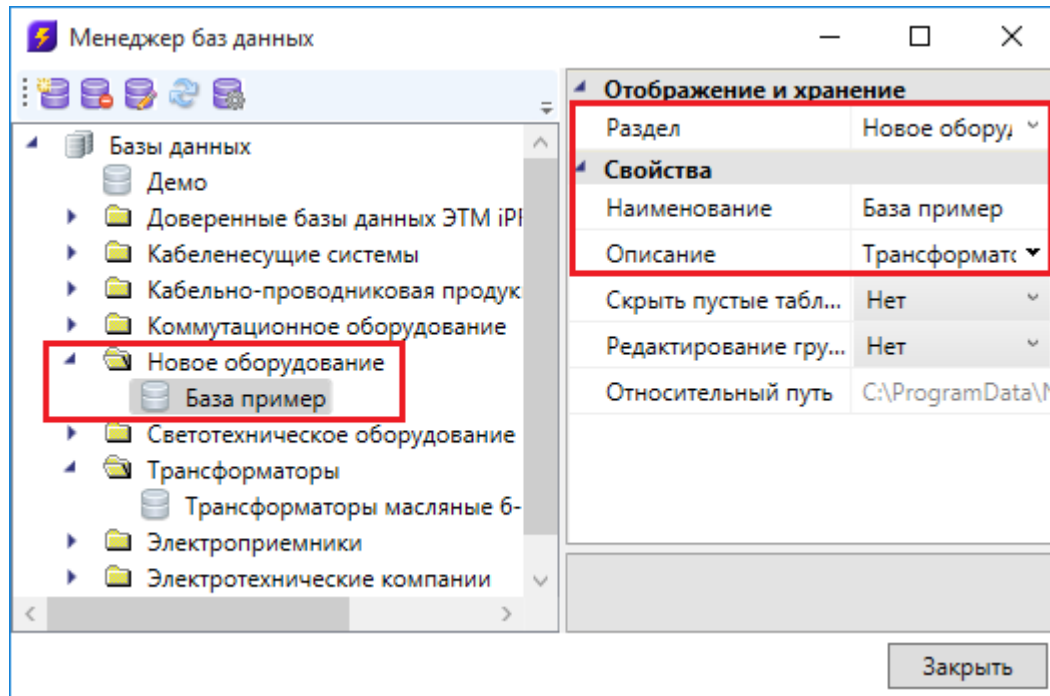 Менеджер баз данных
Базы данных
Демо
Доверенные базы данных ЭТМ iPI
Кабеленесущие системы
Кабельно-проводниковая продук
Коммутационное оборудование
Новое оборудование
База пример
Светотехническое оборудование
Трансформаторы
Трансформаторы масляные 6-
Электроприемники
Электротехнические компании
Отображение и хранение
Раздел Новое обору
Свойства
Наименование База пример
Описание Трансформато
Скрыть пустые табл... Нет
Редактирование гру... Нет
Относительный путь C:\ProgramData\
Закрыть